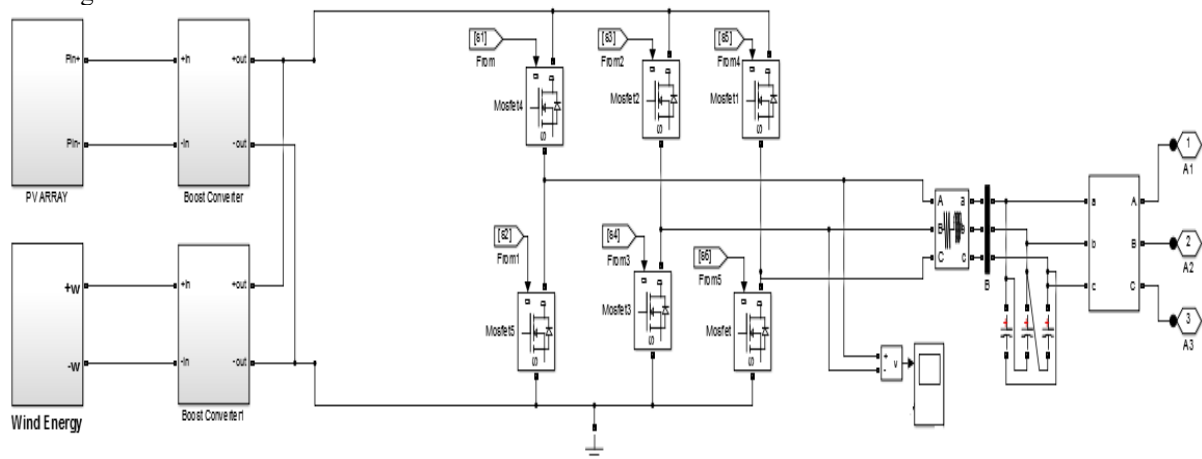 Pin+
Pin-
PV ARRAY
+in
-in
+out
-out
Boost Converter
+w
-w
Wind Energy
+in
-in
+out
-out
Boost Converter1
[s1]
From
Mosfet4
S
[s3]
From2
Mosfet2
S
[s5]
From4
Mosfet1
S
[s2]
From1
Mosfet5
S
[s4]
From3
Mosfet3
S
[s6]
From5
Mosfet
S
A
B
C
a
c
B
+
-
v
a
b
c
A
B
C
1
A1
2
A2
3
A3